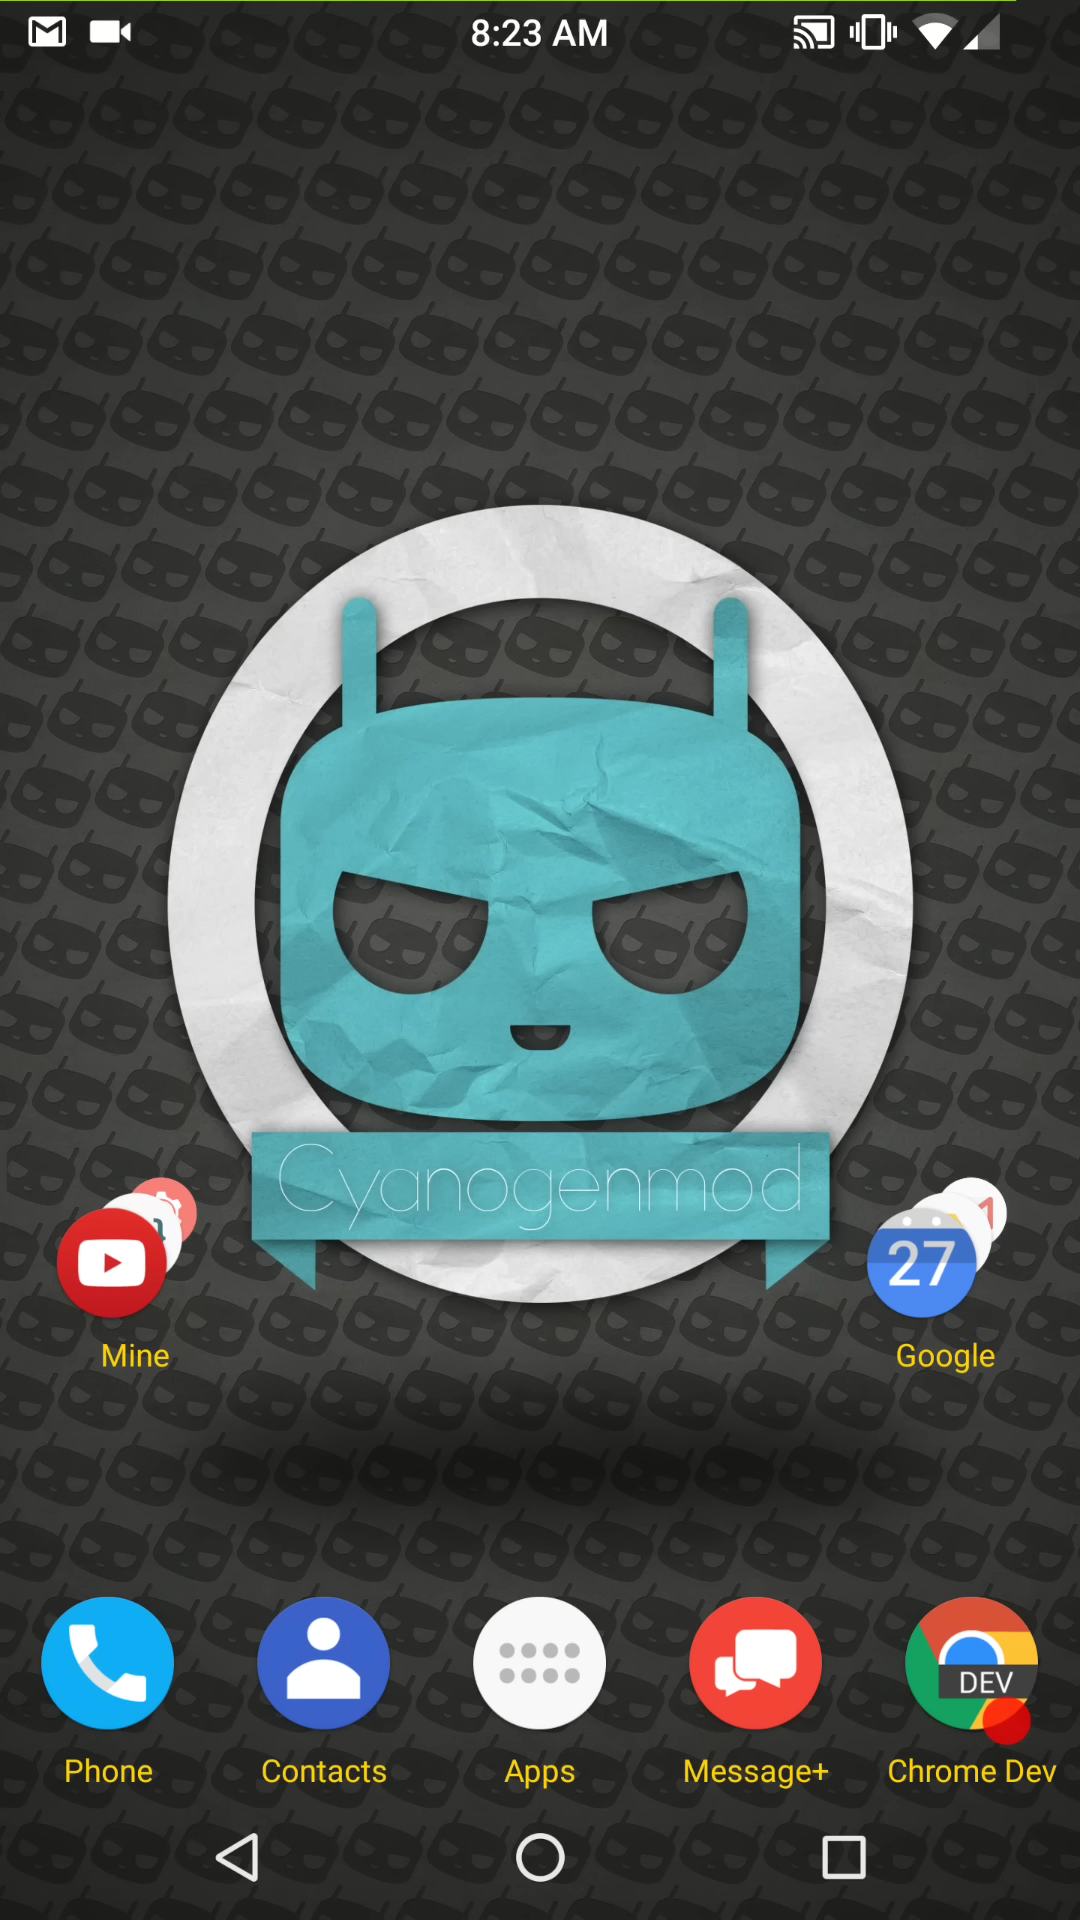 8:23 AM
Cyanogenmod
27
Mine
Google
DEV
Phone
Contacts
Apps
Message+
Chrome Dev